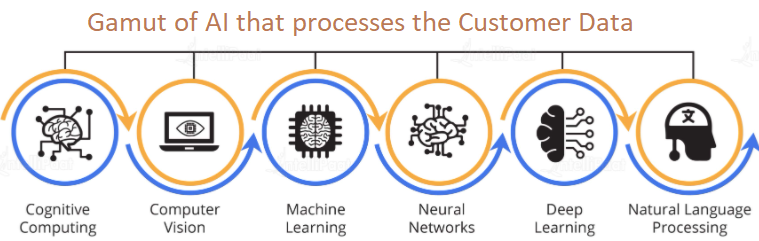 Gamut of AI that processes the Customer Data
文
Cognitive
Computing
Computer
Vision
Machine
Learning
Neural
Networks
Deep
Learning
Natural Language
Processing